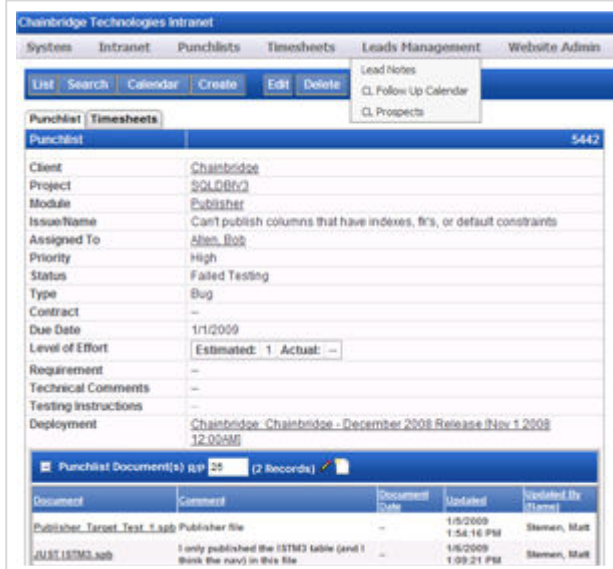 Chainbridge Technologies Intranet
System Intranet Punchlists Timesheets Leads Management Website Admin
Lead Notes
CL Follow Up Calendar
CL Prospects
List Search Calendar Create Edit Delete
Punchlist Timesheets
Punchlist 5442
Client Chainbridge
Project SQLDBIV3
Module Publisher
Issue/Name Can't publish columns that have indexes, fk's, or default constraints
Assigned To Allen, Bob
Priority High
Status Failed Testing
Type Bug
Contract --
Due Date 1/1/2009
Level of Effort Estimated: 1 Actual: --
Requirement --
Technical Comments --
Testing Instructions --
Deployment Chainbridge: Chainbridge - December 2008 Release [Nov 1 2008
12:00AM]
Punchlist Document(s) R/P 25 (2 Records)
Document Comment Document Date Updated Updated By (Name)
Publisher_Target_Test_1.spb Publisher file -- 1/5/2009 1:54:16 PM Stemen, Matt
JUST ISTM3.spb I only published the ISTM3 table (and I think the nav) in this file -- 1/6/2009 1:09:21 PM Stemen, Matt